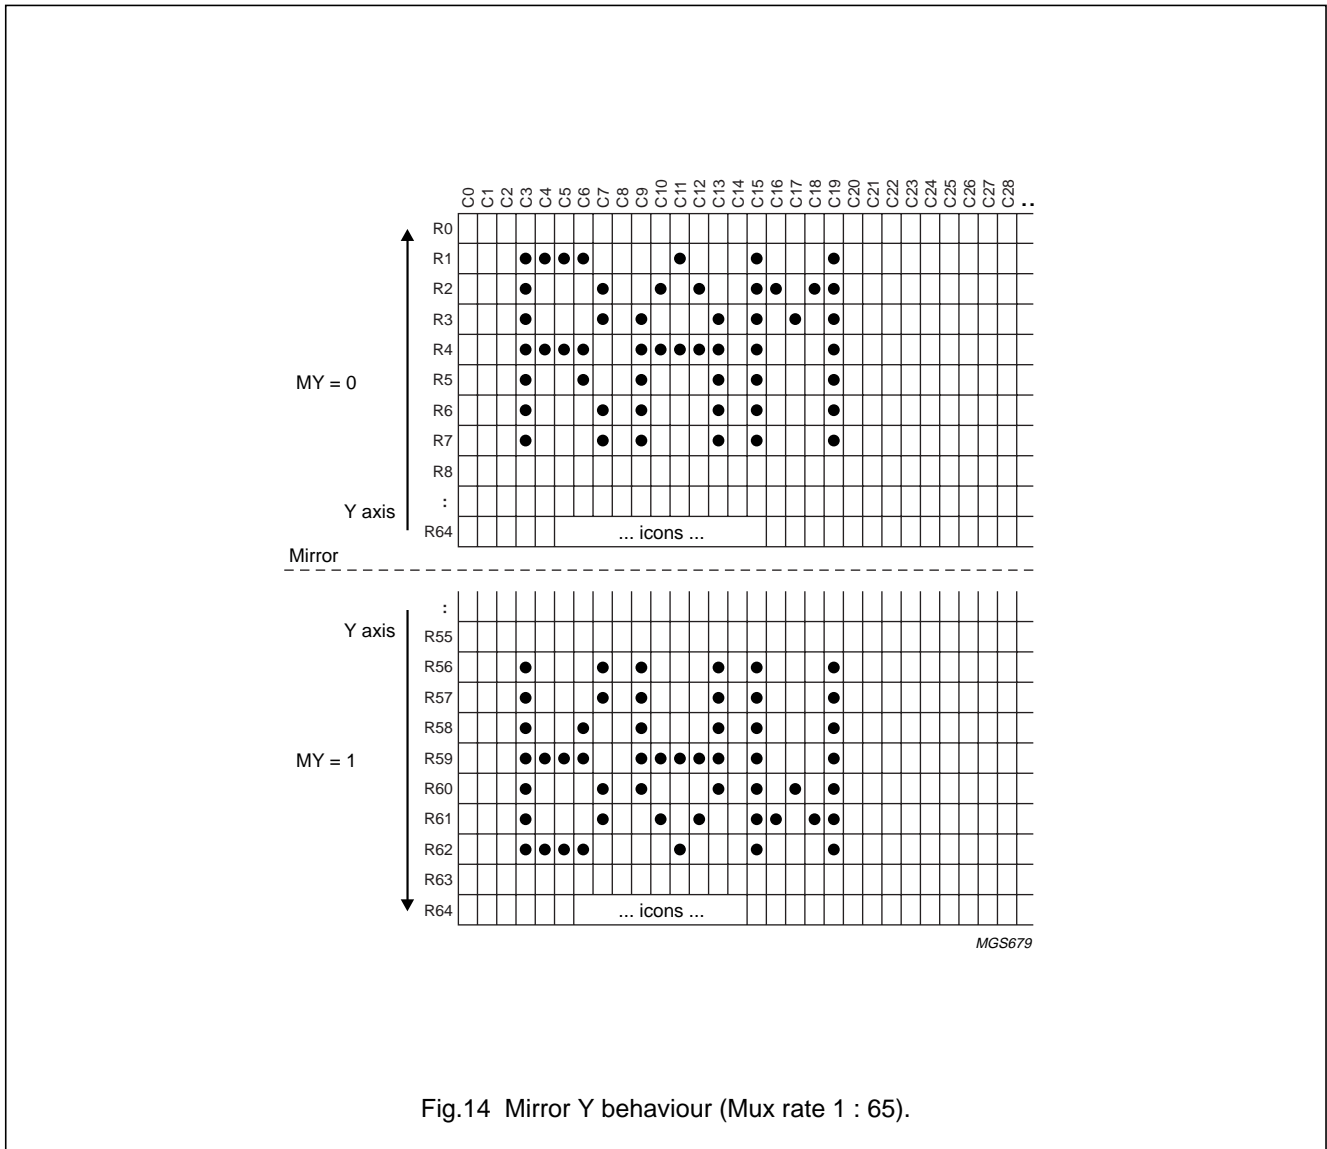 C0 C1 C2 C3 C4 C5 C6 C7 C8 C9 C10 C11 C12 C13 C14 C15 C16 C17 C18 C19 C20 C21 C22 C23 C24 C25 C26 C27 C28 ..
R0
R1
R2
R3
R4
R5
MY = 0
R6
R7
R8
:
Y axis
R64 ... icons ...
Mirror
:
Y axis
R55
R56
R57
R58
R59
MY = 1
R60
R61
R62
R63
R64 ... icons ...
MGS679
Fig.14 Mirror Y behaviour (Mux rate 1 : 65).